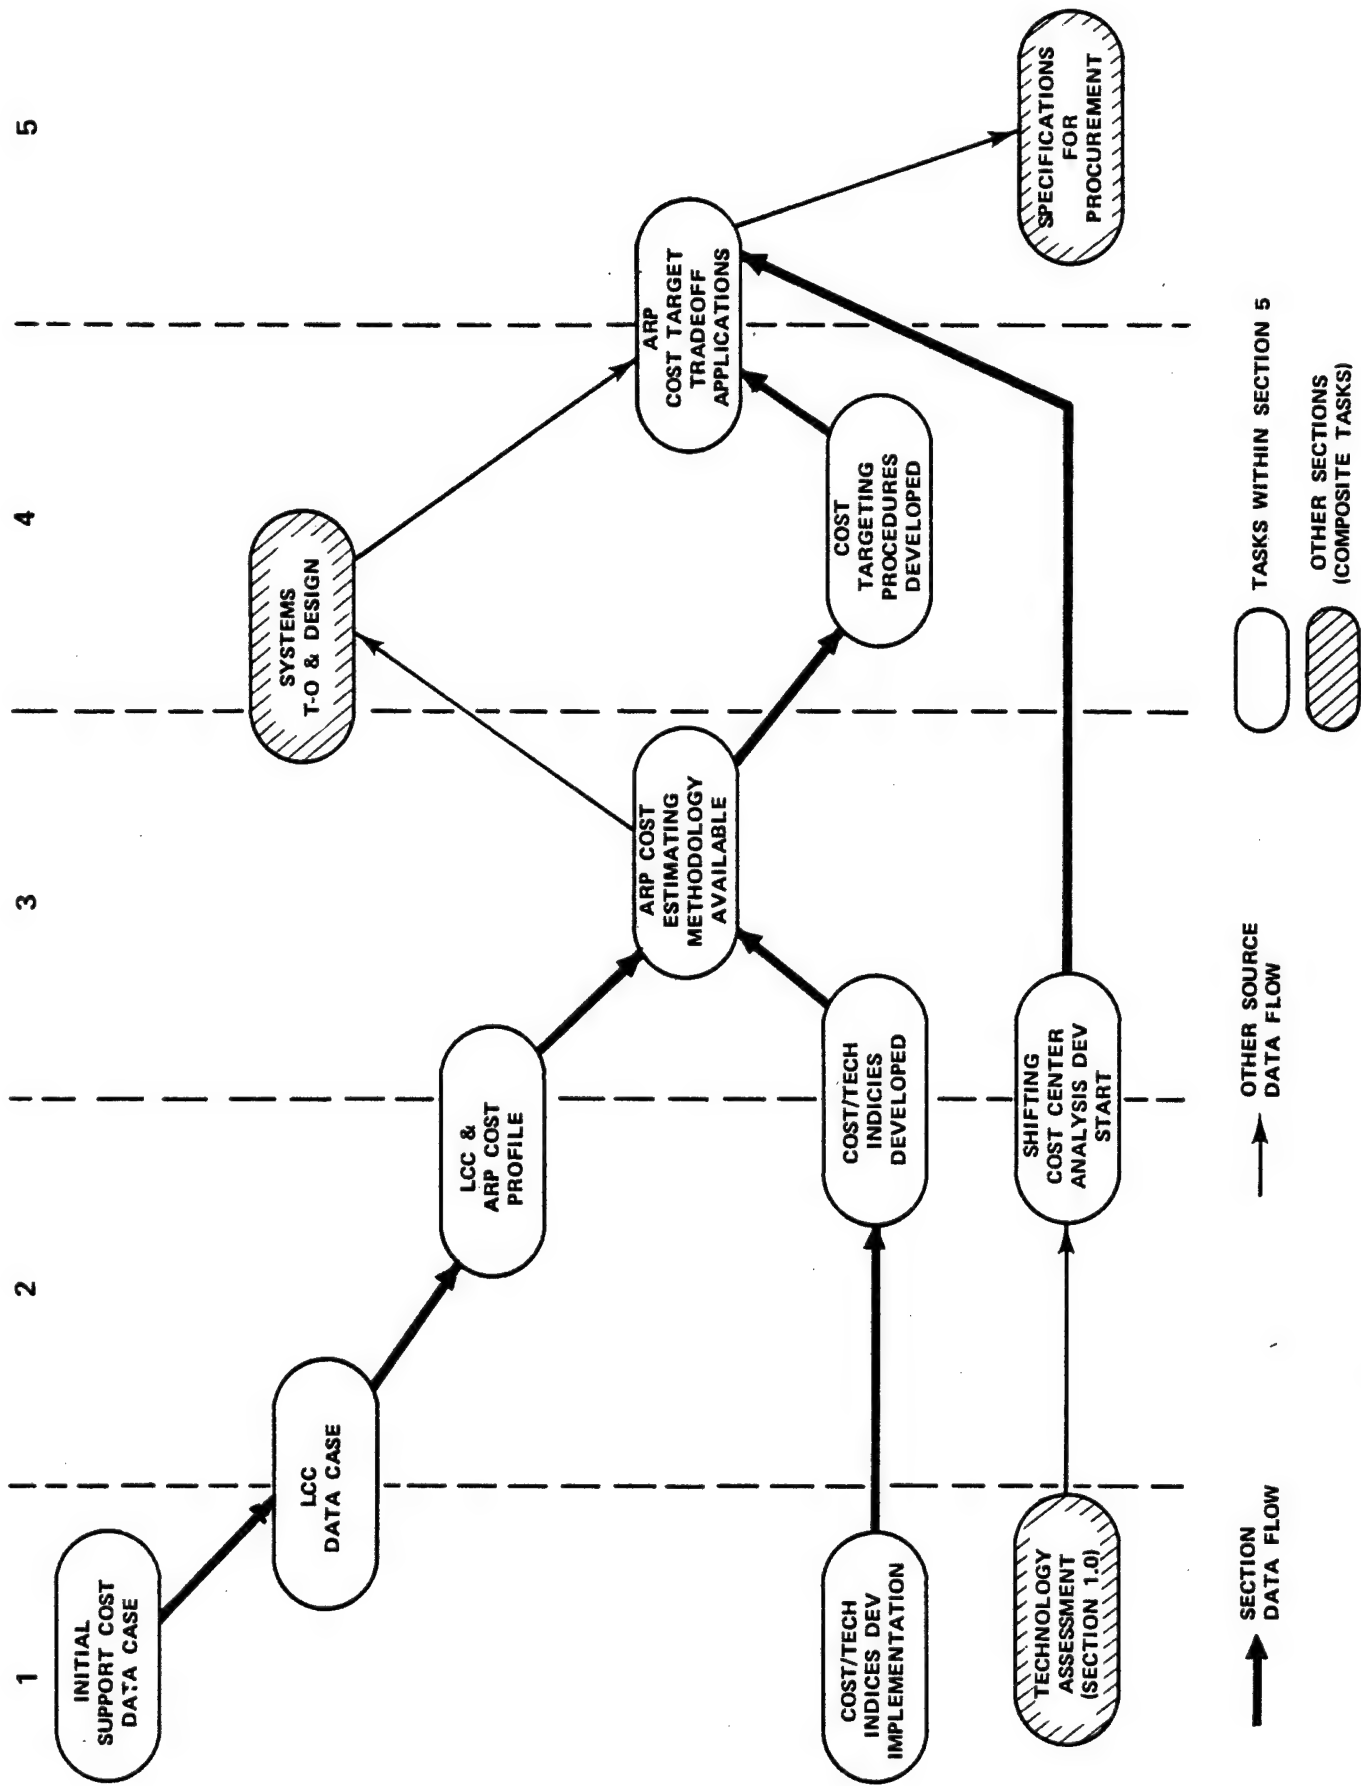 1
2
3
4
5
INITIAL
SUPPORT COST
DATA CASE
LCC
DATA CASE
LCC &
ARP COST
PROFILE
SYSTEMS
T-O & DESIGN
ARP COST
ESTIMATING
METHODOLOGY
AVAILABLE
ARP
COST TARGET
TRADEOFF
APPLICATIONS
COST/TECH
INDICES DEV
IMPLEMENTATION
COST/TECH
INDICIES
DEVELOPED
COST
TARGETING
PROCEDURES
DEVELOPED
TECHNOLOGY
ASSESSMENT
(SECTION 1.0)
SHIFTING
COST CENTER
ANALYSIS DEV
START
SPECIFICATIONS
FOR
PROCUREMENT
SECTION
DATA FLOW
OTHER SOURCE
DATA FLOW
TASKS WITHIN SECTION 5
OTHER SECTIONS
(COMPOSITE TASKS)